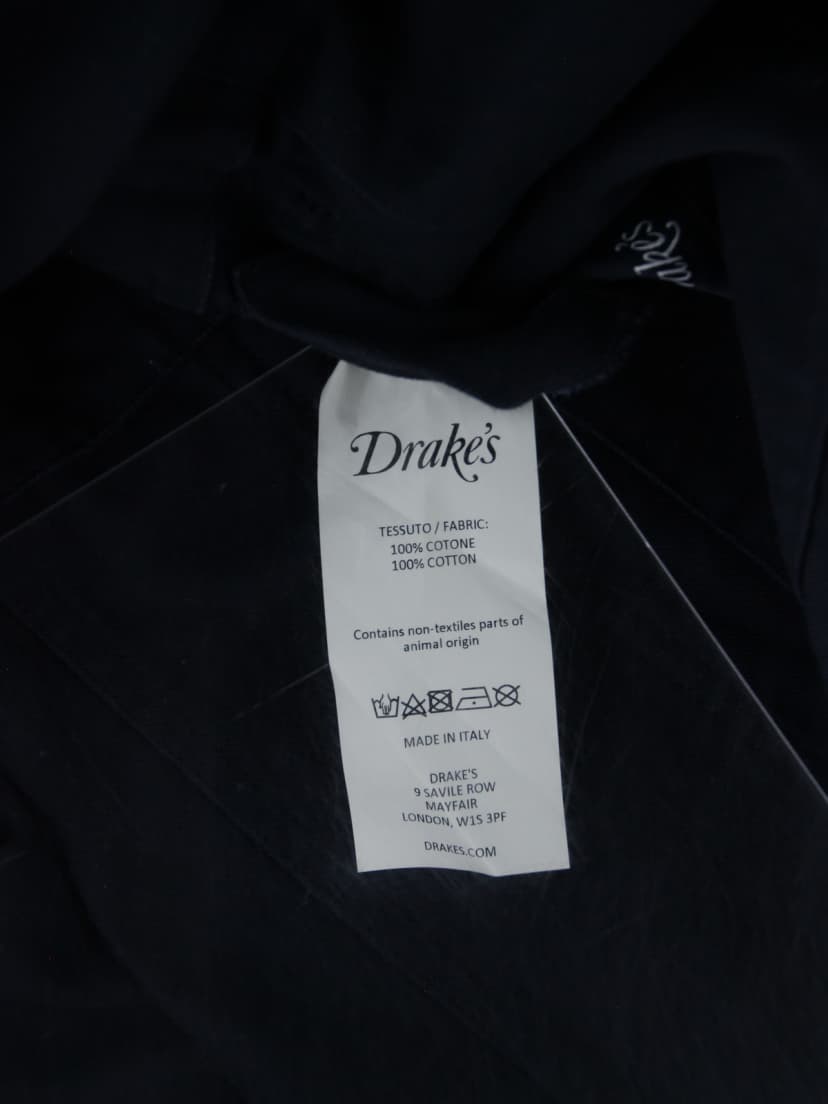 ake's
Drake's
TESSUTO / FABRIC:
100% COTONE
100% COTTON
Contains non-textiles parts of
animal origin
MADE IN ITALY
DRAKE'S
9 SAVILE ROW
MAYFAIR
LONDON, W1S 3PF
DRAKES.COM